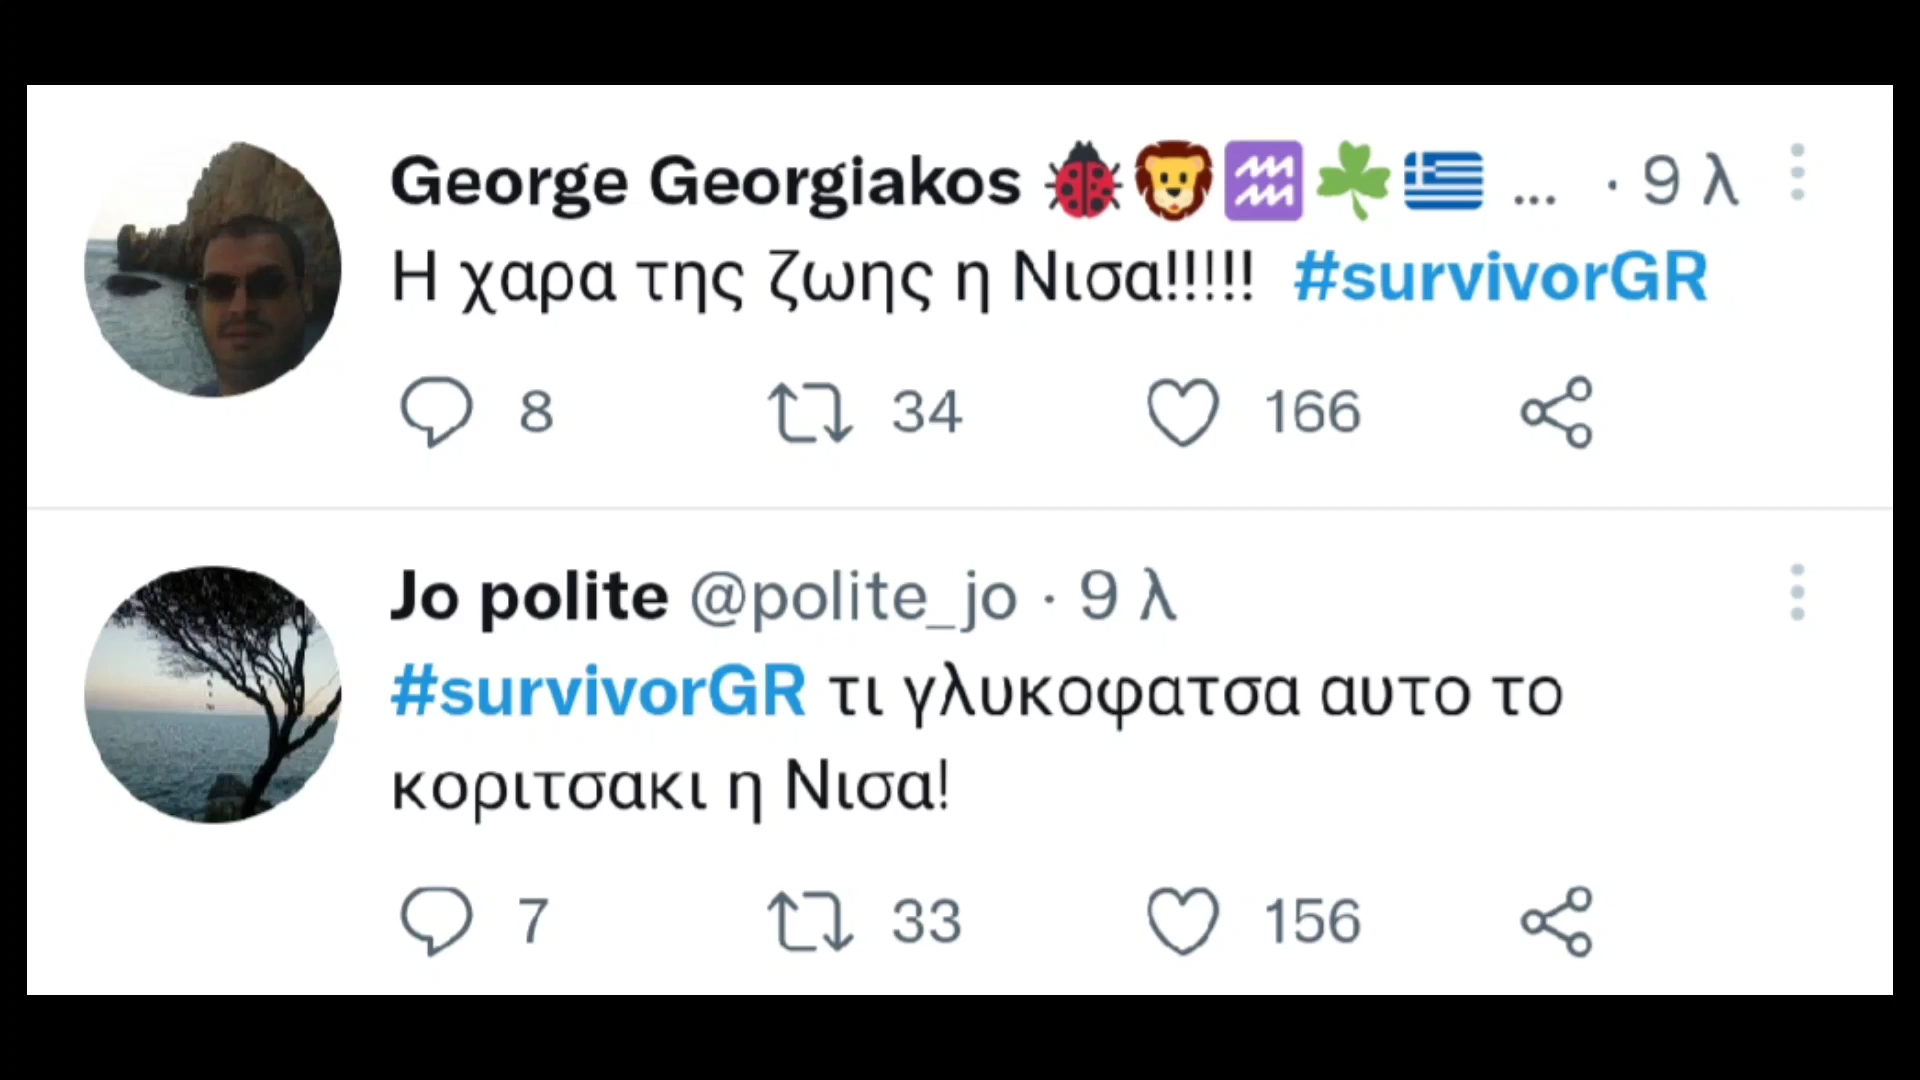 George Georgiakos 🐞🦁♒☘️🇬🇷 ... · 9 λ
Η χαρα της ζωης η Νισα!!!!! #survivorGR
8 34 166
Jo polite @polite_jo · 9 λ
#survivorGR τι γλυκοφατσα αυτο το
κοριτσακι η Νισα!
7 33 156